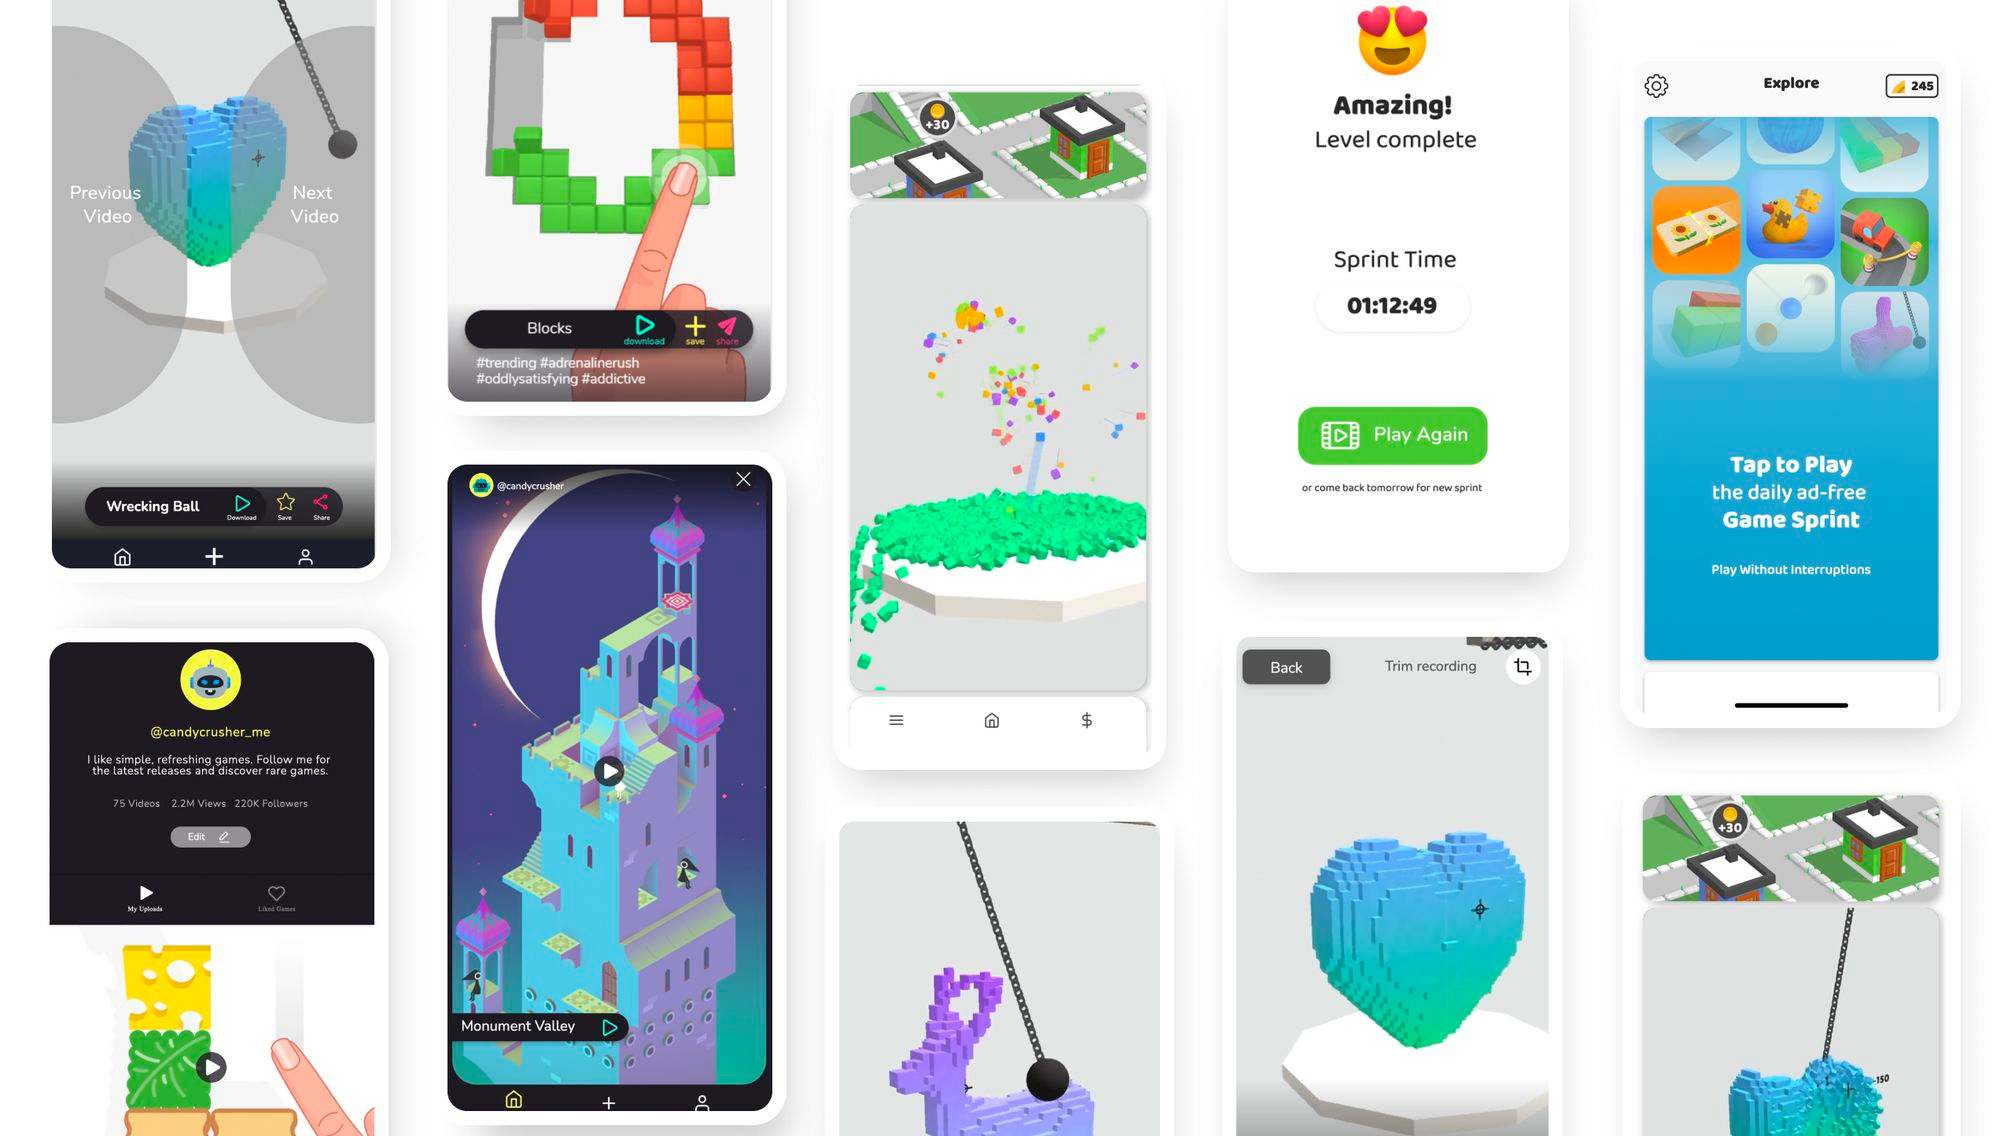 Previous
Video
Next
Video
Wrecking Ball
Download
Save
Share
@candycrusher_me
I like simple, refreshing games. Follow me for
the latest releases and discover rare games.
75 Videos 2.2M Views 220K Followers
Edit
My Uploads
Liked Games
Blocks
download
save
share
#trending #adrenalinerush
#oddlysatisfying #addictive
@candycrusher
Monument Valley
+30
$
Amazing!
Level complete
Sprint Time
01:12:49
Play Again
or come back tomorrow for new sprint
Back
Trim recording
Explore
245
Tap to Play
the daily ad-free
Game Sprint
Play Without Interruptions
+30
-150